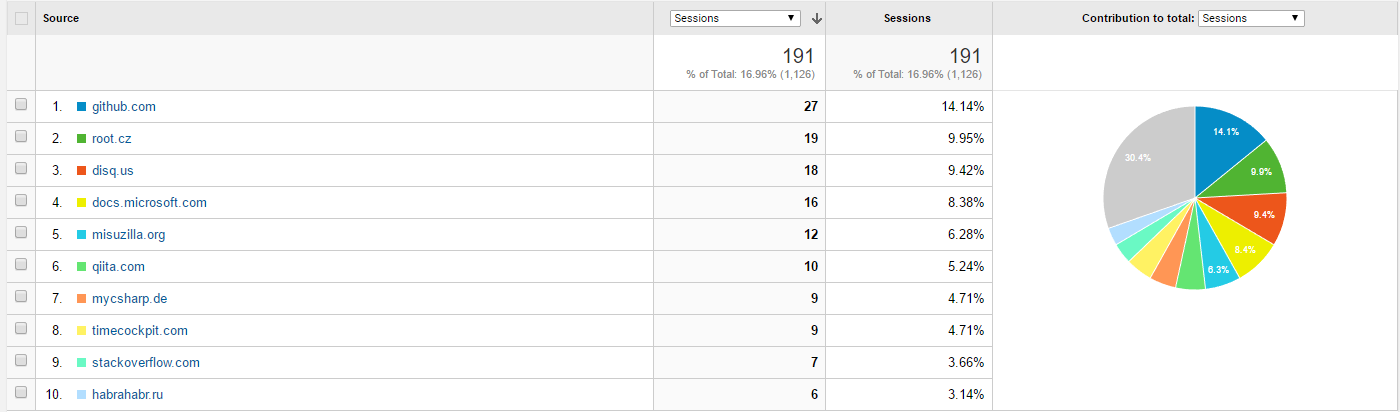 Source Sessions Sessions Contribution to total: Sessions
191 191
% of Total: 16.96% (1,126) % of Total: 16.96% (1,126)
1. github.com 27 14.14%
2. root.cz 19 9.95%
3. disq.us 18 9.42%
4. docs.microsoft.com 16 8.38%
5. misuzilla.org 12 6.28%
6. qiita.com 10 5.24%
7. mycsharp.de 9 4.71%
8. timecockpit.com 9 4.71%
9. stackoverflow.com 7 3.66%
10. habrahabr.ru 6 3.14%
14.1%
30.4%
9.9%
9.4%
8.4%
6.3%